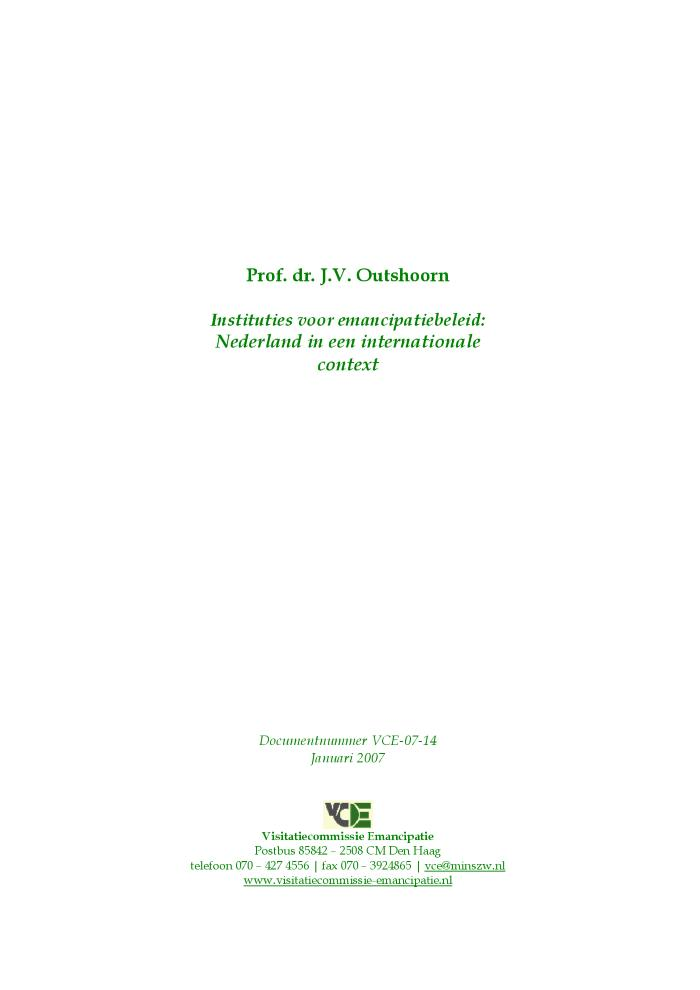 Prof. dr. J.V. Outshoorn
Instituties voor emancipatiebeleid:
Nederland in een internationale
context
Documentnummer VCE-07-14
Januari 2007
VCE
Visitatiecommissie Emancipatie
Postbus 85842 – 2508 CM Den Haag
telefoon 070 – 427 4556 | fax 070 – 3924865 | vce@minszw.nl
www.visitatiecommissie-emancipatie.nl